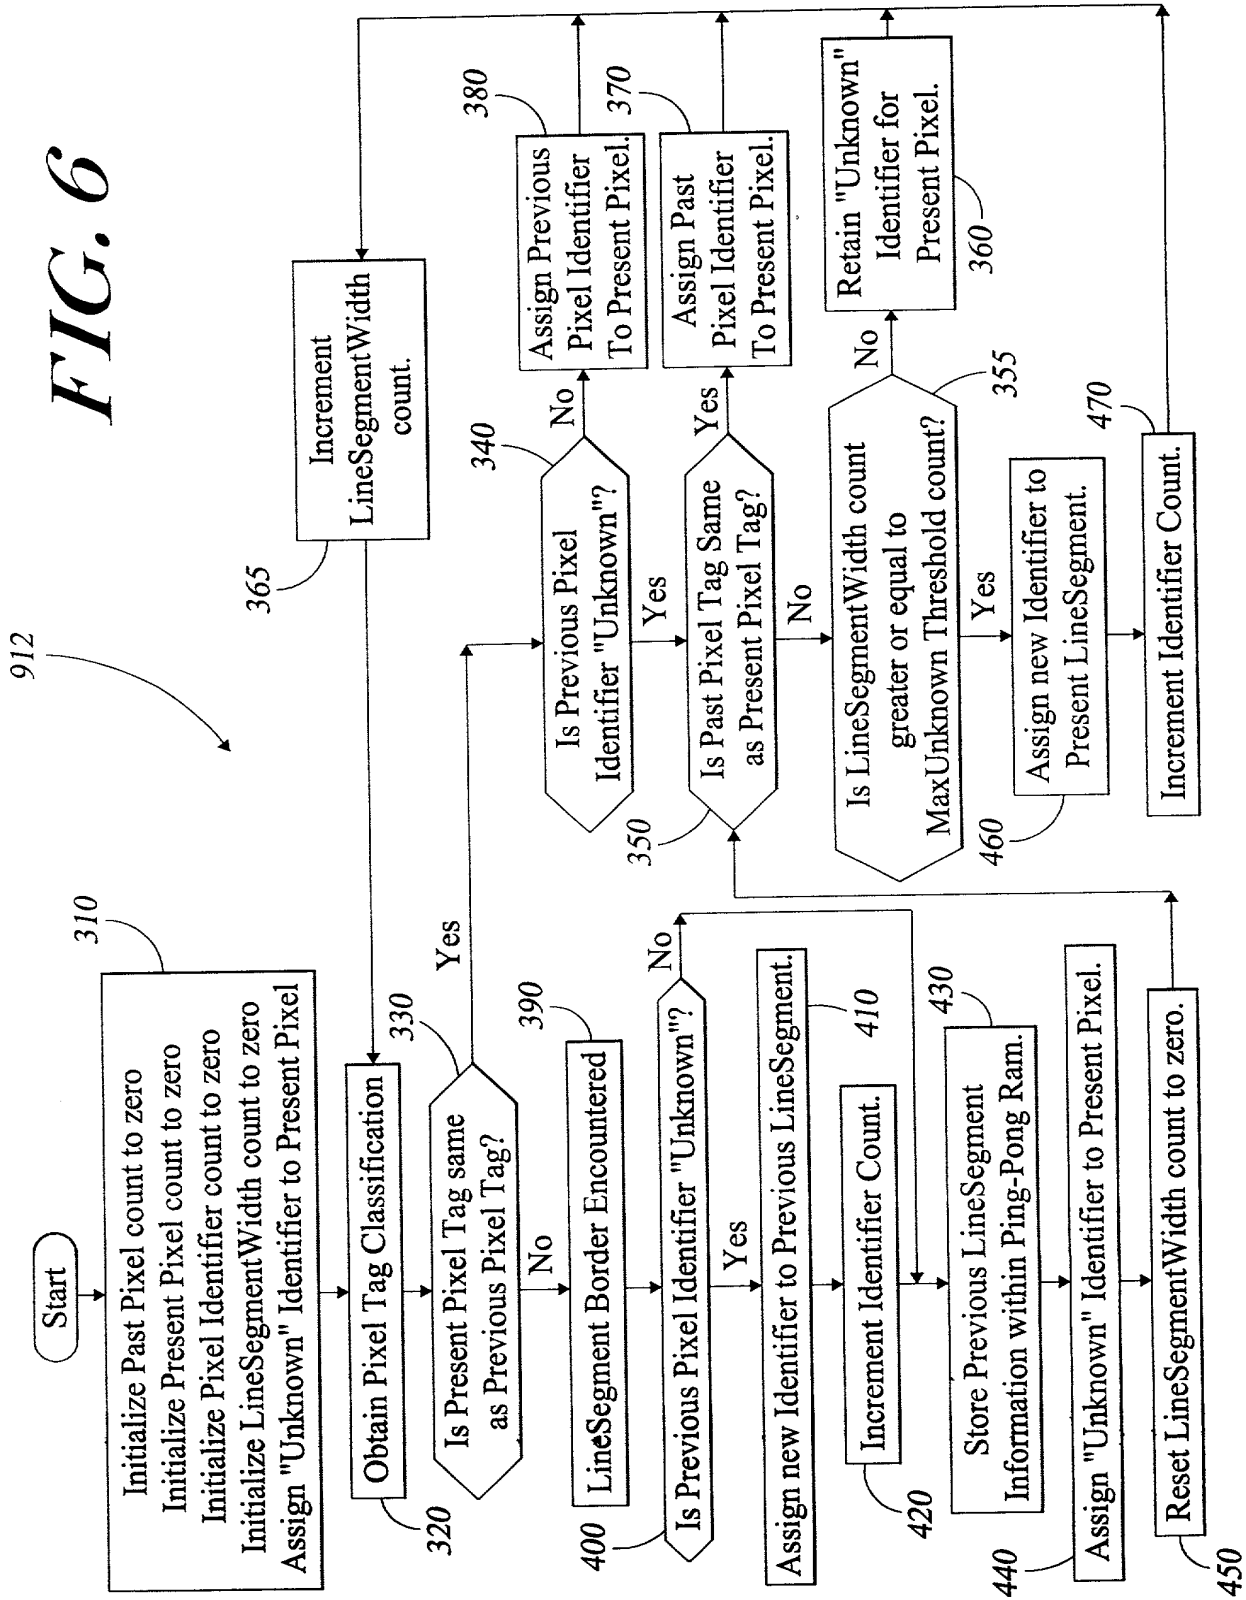 FIG. 6
912
Start
310
Initialize Past Pixel count to zero
Initialize Present Pixel count to zero
Initialize Pixel Identifier count to zero
Initialize LineSegmentWidth count to zero
Assign "Unknown" Identifier to Present Pixel
320
Obtain Pixel Tag Classification
330
Is Present Pixel Tag same
as Previous Pixel Tag?
Yes
No
390
LineSegment Border Encountered
400
Is Previous Pixel Identifier "Unknown"?
No
Yes
410
Assign new Identifier to Previous LineSegment.
420
Increment Identifier Count.
430
Store Previous LineSegment
Information within Ping-Pong Ram.
440
Assign "Unknown" Identifier to Present Pixel.
450
Reset LineSegmentWidth count to zero.
365
Increment
LineSegmentWidth
count.
340
Is Previous Pixel
Identifier "Unknown"?
No
Yes
380
Assign Previous
Pixel Identifier
To Present Pixel.
350
Is Past Pixel Tag Same
as Present Pixel Tag?
Yes
No
370
Assign Past
Pixel Identifier
To Present Pixel.
355
Is LineSegmentWidth count
greater or equal to
MaxUnknown Threshold count?
No
Yes
360
Retain "Unknown"
Identifier for
Present Pixel.
460
Assign new Identifier to
Present LineSegment.
470
Increment Identifier Count.